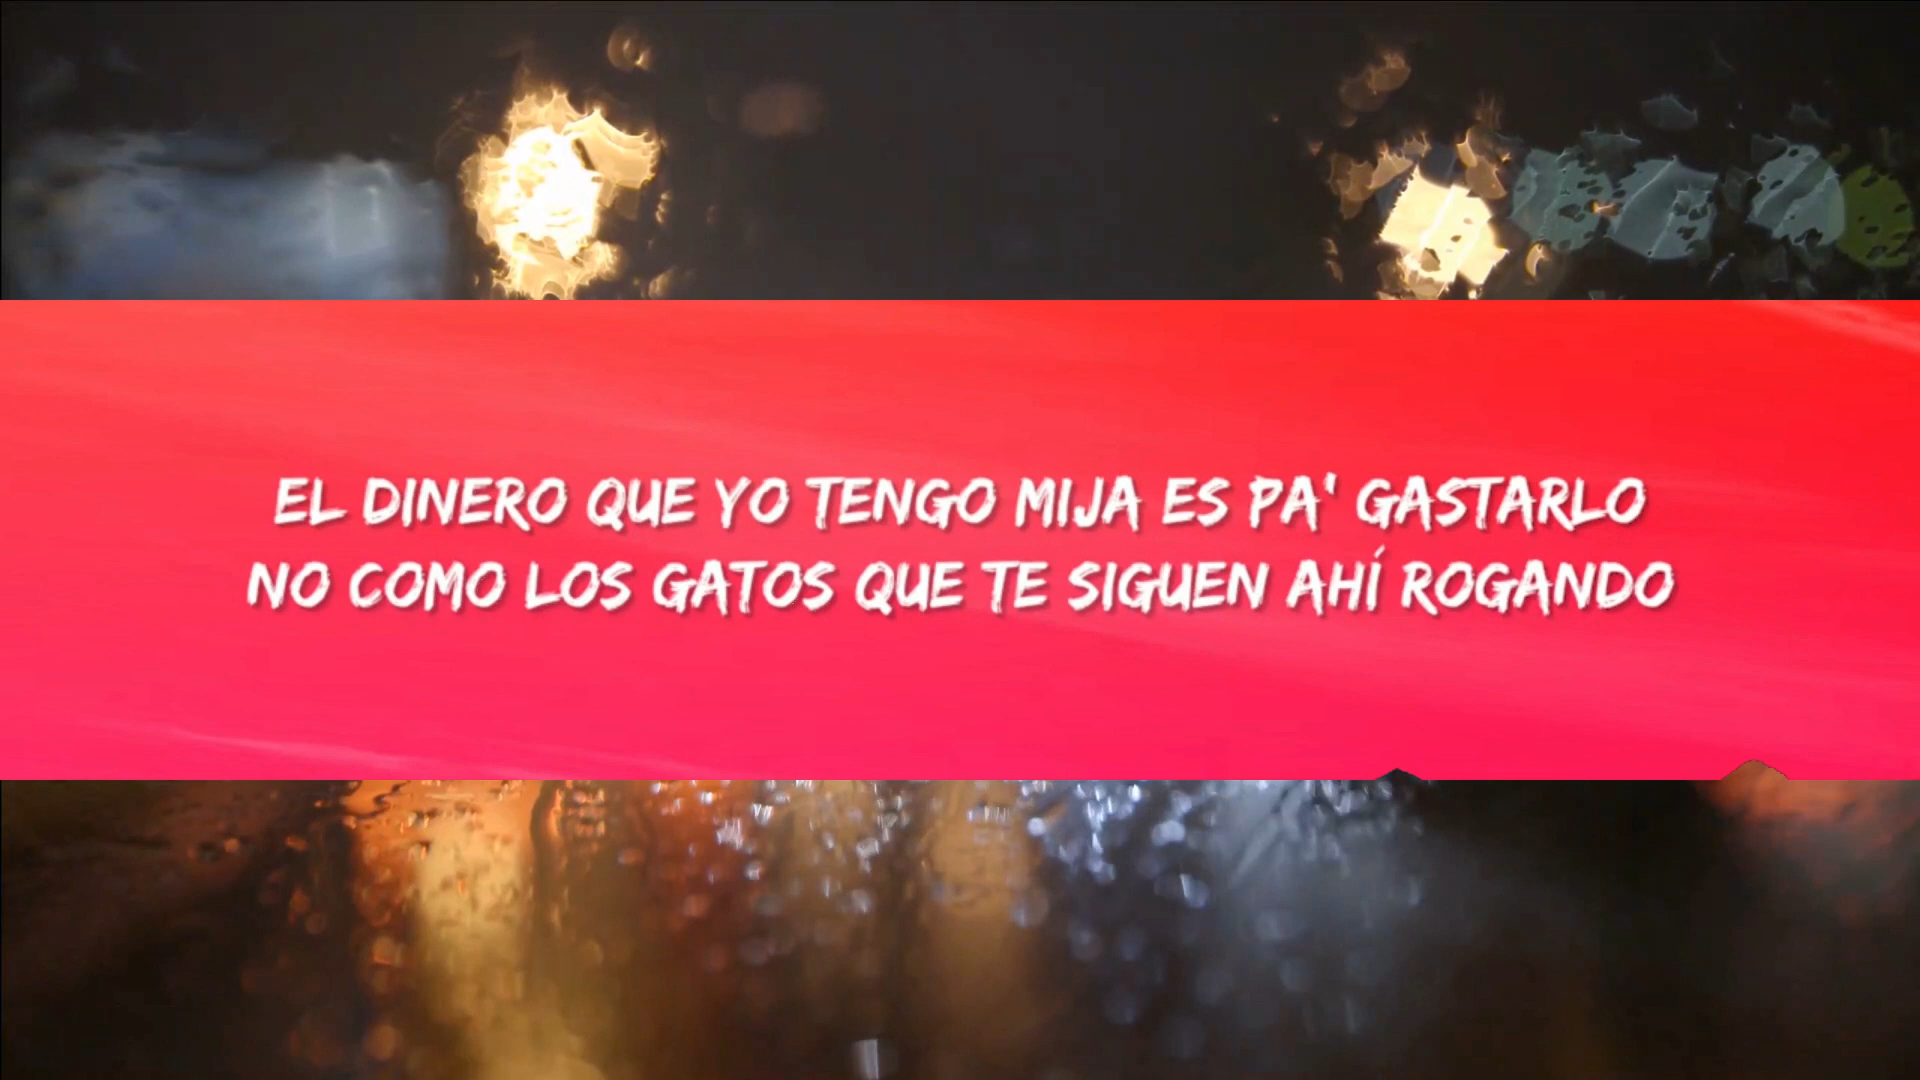 EL DINERO QUE YO TENGO MIJA ES PA' GASTARLO
NO COMO LOS GATOS QUE TE SIGUEN AHÍ ROGANDO